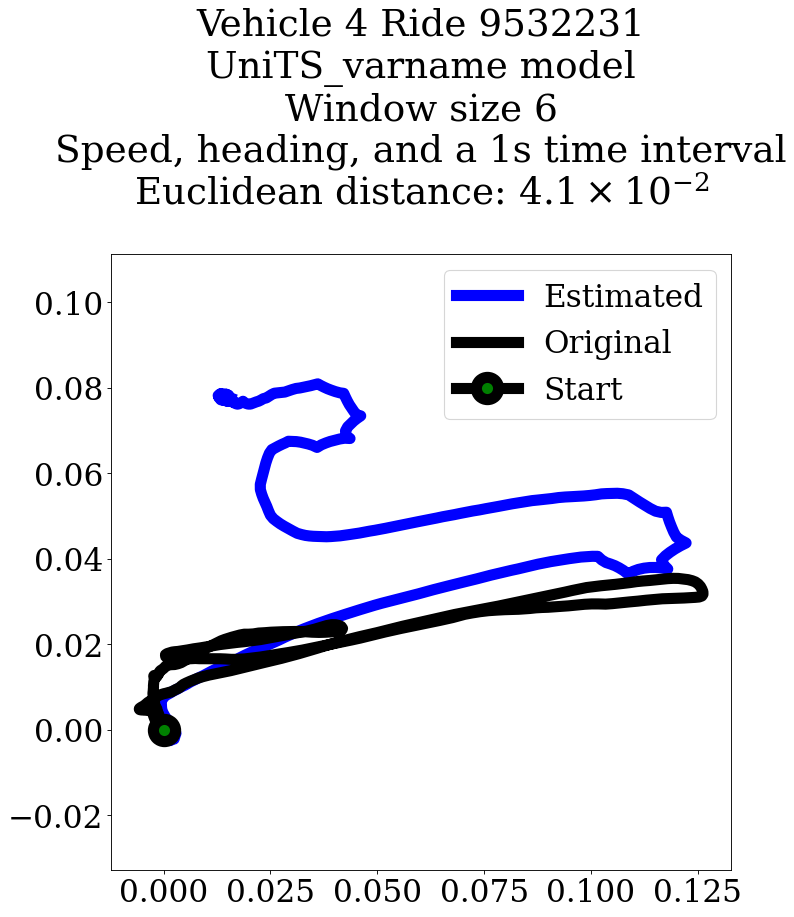 Vehicle 4 Ride 9532231
UniTS_varname model
Window size 6
Speed, heading, and a 1s time interval
Euclidean distance: 4.1 × 10⁻²
Estimated
Original
Start
0.10
0.08
0.06
0.04
0.02
0.00
−0.02
0.000 0.025 0.050 0.075 0.100 0.125